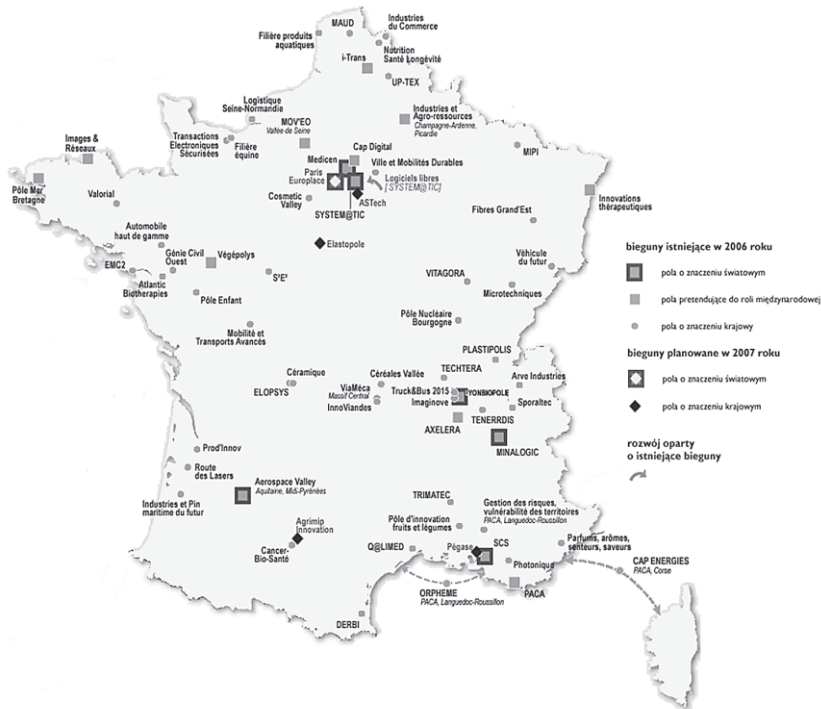 MAUD
Industries
du Commerce
Filière produits
aquatiques
Nutrition
Santé Longévité
i-Trans
UP-TEX
Logistique
Seine-Normandie
MOV'EO
Vallée de Seine
Industries et
Agro-ressources
Champagne-Ardenne,
Picardie
Transactions
Electroniques
Sécurisées
Filière
équine
Images &
Réseaux
Cap Digital
Medicen
Ville et Mobilités Durables
MIPI
Paris
Europlace
Logiciels libres
[SYSTEM@TIC]
Pôle Mer
Bretagne
Valorial
Cosmetic
Valley
ASTech
SYSTEM@TIC
Innovations
thérapeutiques
Fibres Grand'Est
Automobile
haut de gamme
Elastopole
Génie Civil
Ouest
Végépolys
EMC2
Véhicule
du futur
S²E²
VITAGORA
Atlantic
Biotherapies
Microtechniques
Pôle Enfant
Pôle Nucléaire
Bourgogne
Mobilité et
Transports Avancés
PLASTIPOLIS
TECHTERA
Céramique
Céréales Vallée
Arve Industries
ELOPSYS
ViaMéca
Massif Central
Truck&Bus 2015
LYONBIOPOLE
InnoViandes
Imaginove
Sporaltec
TENERRDIS
AXELERA
MINALOGIC
Prod'Innov
Route
des Lasers
Aerospace Valley
Aquitaine, Midi-Pyrénées
Industries et Pin
maritime du futur
TRIMATEC
Gestion des risques,
vulnérabilité des territoires
PACA, Languedoc-Roussillon
Agrimip
Innovation
Pôle d'innovation
fruits et légumes
Cancer-
Bio-Santé
Q@LIMED
Pégase
SCS
Parfums, arômes,
senteurs, saveurs
Photonique
CAP ENERGIES
PACA, Corse
ORPHEME
PACA, Languedoc-Roussillon
PACA
DERBI
bieguny istniejące w 2006 roku
pola o znaczeniu światowym
pola pretendujące do roli międzynarodowej
pola o znaczeniu krajowy
bieguny planowane w 2007 roku
pola o znaczeniu światowym
pola o znaczeniu krajowym
rozwój oparty
o istniejące bieguny